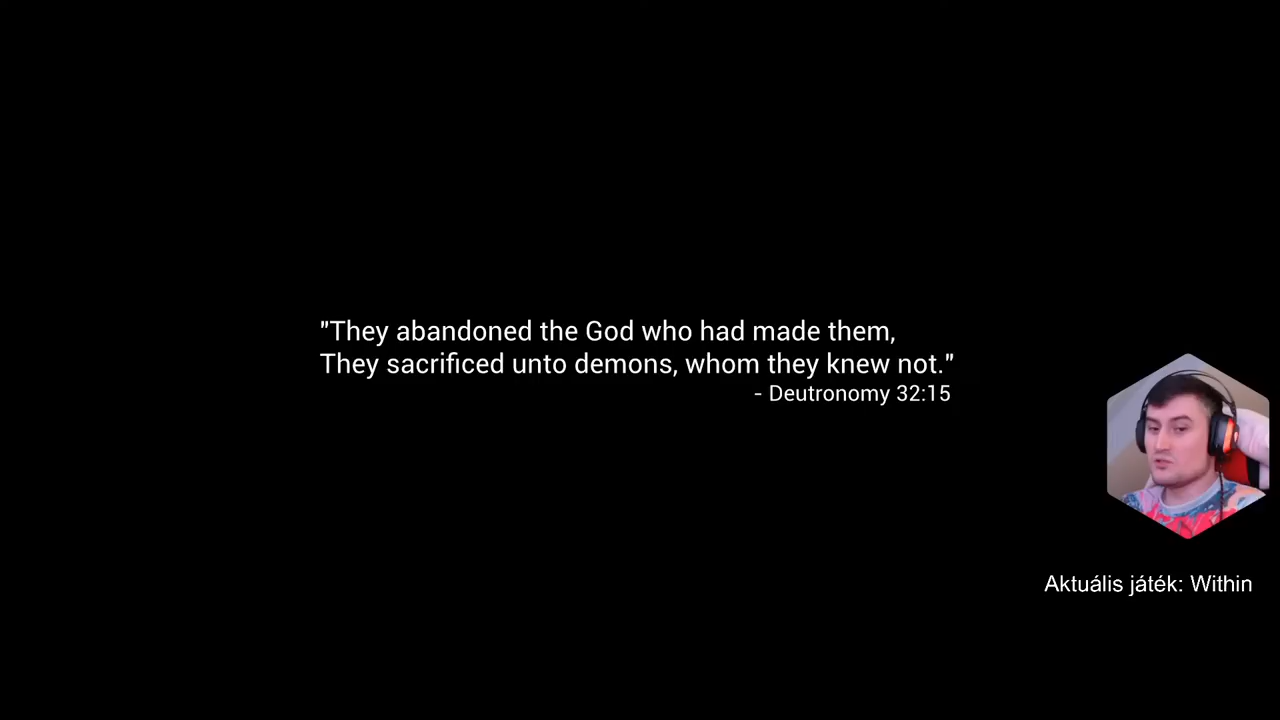 "They abandoned the God who had made them,
They sacrificed unto demons, whom they knew not."
- Deutronomy 32:15
Aktuális játék: Within